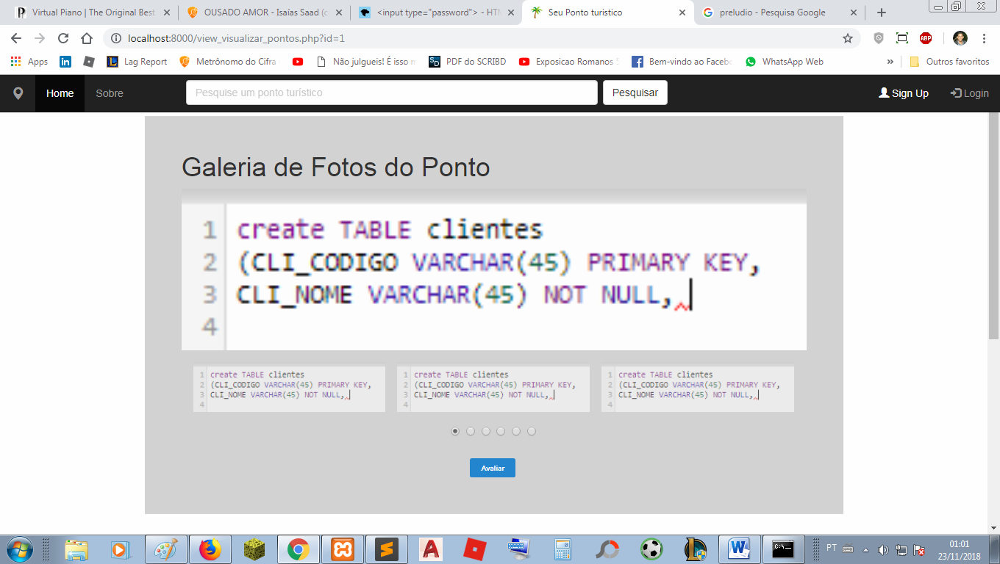 Virtual Piano | The Original Best
OUSADO AMOR - Isaías Saad (c
<input type="password"> - HTM
Seu Ponto turistico
preludio - Pesquisa Google
localhost:8000/view_visualizar_pontos.php?id=1
ABP
Apps
Lag Report
Metrônomo do Cifra
Não julgueis! É isso m
PDF do SCRIBD
Exposicao Romanos 5
Bem-vindo ao Facebo
WhatsApp Web
»
Outros favoritos
Home
Sobre
Pesquise um ponto turístico
Pesquisar
Sign Up
Login
Galeria de Fotos do Ponto
1 create TABLE clientes
2 (CLI_CODIGO VARCHAR(45) PRIMARY KEY,
3 CLI_NOME VARCHAR(45) NOT NULL,
4
1 create TABLE clientes
2 (CLI_CODIGO VARCHAR(45) PRIMARY KEY,
3 CLI_NOME VARCHAR(45) NOT NULL,
4
1 create TABLE clientes
2 (CLI_CODIGO VARCHAR(45) PRIMARY KEY,
3 CLI_NOME VARCHAR(45) NOT NULL,
4
1 create TABLE clientes
2 (CLI_CODIGO VARCHAR(45) PRIMARY KEY,
3 CLI_NOME VARCHAR(45) NOT NULL,
4
Avaliar
PT
01:01
23/11/2018